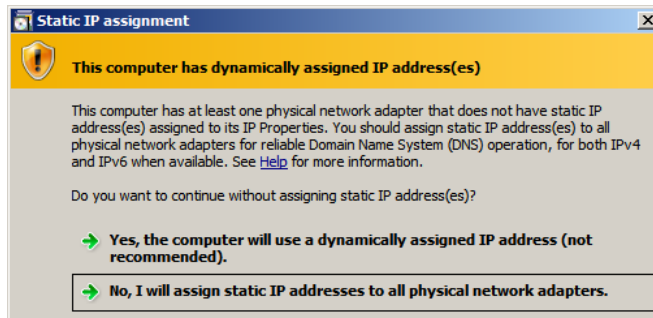 Static IP assignment
This computer has dynamically assigned IP address(es)
This computer has at least one physical network adapter that does not have static IP
address(es) assigned to its IP Properties. You should assign static IP address(es) to all
physical network adapters for reliable Domain Name System (DNS) operation, for both IPv4
and IPv6 when available. See Help for more information.
Do you want to continue without assigning static IP address(es)?
Yes, the computer will use a dynamically assigned IP address (not
recommended).
No, I will assign static IP addresses to all physical network adapters.